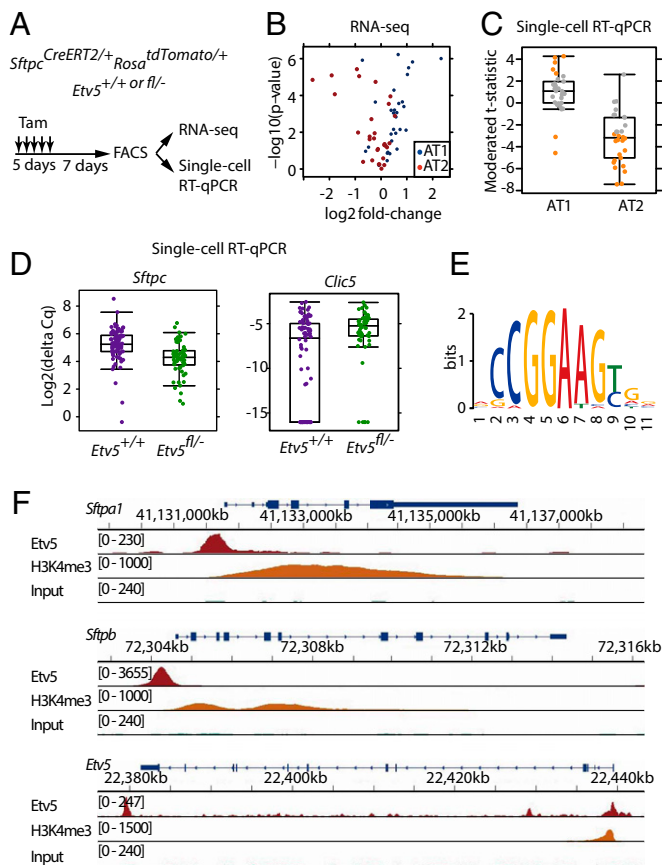 A
Sftpc^CreERT2/+ Rosa^tdTomato/+
Etv5^+/+ or fl/-
Tam
5 days
7 days
FACS
RNA-seq
Single-cell
RT-qPCR
B
RNA-seq
−log10(p-value)
6
4
2
0
-2
-1
0
1
2
log2 fold-change
AT1
AT2
C
Single-cell RT-qPCR
Moderated t-statistic
4
2
0
-2
-4
-6
-8
AT1
AT2
D
Single-cell RT-qPCR
Sftpc
Log2(delta Cq)
8
6
4
2
0
Etv5^+/+
Etv5^fl/-
Clic5
-5
-10
-15
Etv5^+/+
Etv5^fl/-
E
bits
2
1
0
CCGGAAGT
C
1 2 3 4 5 6 7 8 9 10 11
F
Sftpa1
41,131,000kb 41,133,000kb 41,135,000kb 41,137,000kb
Etv5 [0 - 230]
H3K4me3 [0 - 1000]
Input [0 - 240]
Sftpb
72,304kb 72,308kb 72,312kb 72,316kb
Etv5 [0 - 3655]
H3K4me3 [0 - 1000]
Input [0 - 240]
Etv5
22,380kb 22,400kb 22,420kb 22,440kb
Etv5 [0 - 247]
H3K4me3 [0 - 1500]
Input [0 - 240]